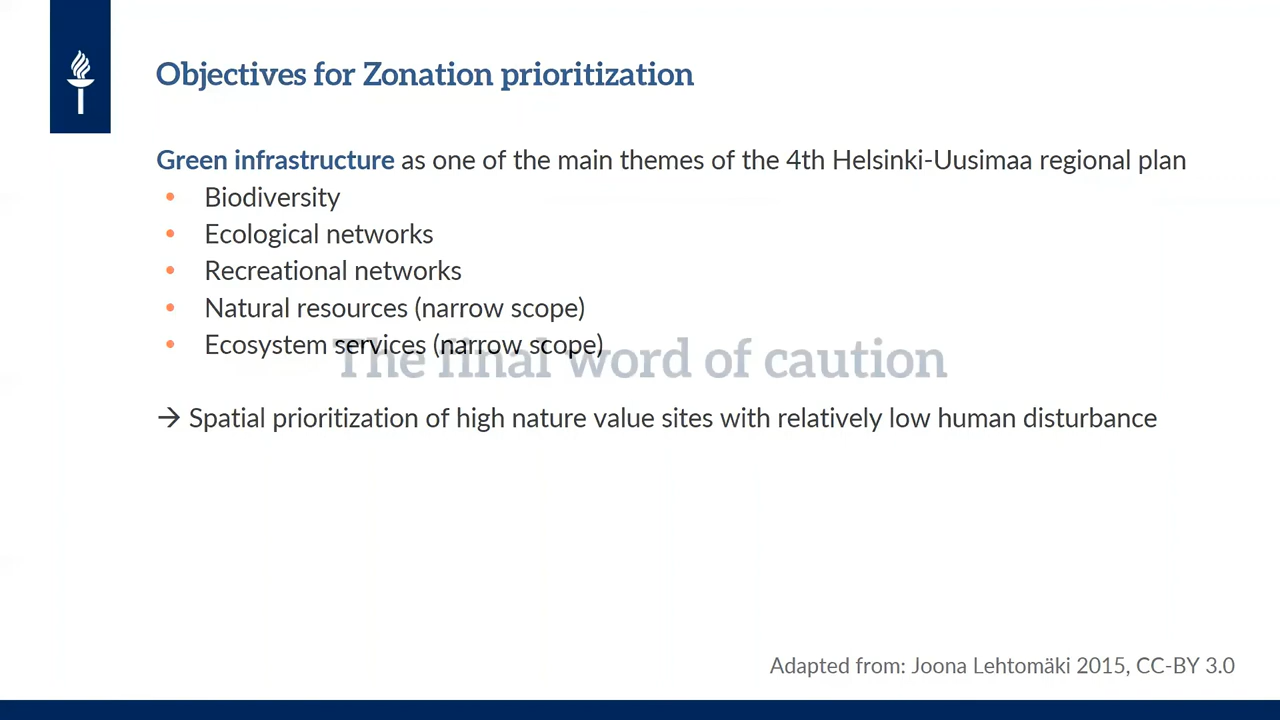 Objectives for Zonation prioritization
Green infrastructure as one of the main themes of the 4th Helsinki-Uusimaa regional plan
• Biodiversity
• Ecological networks
• Recreational networks
• Natural resources (narrow scope)
• Ecosystem services (narrow scope)
The final word of caution
→ Spatial prioritization of high nature value sites with relatively low human disturbance
Adapted from: Joona Lehtomäki 2015, CC-BY 3.0